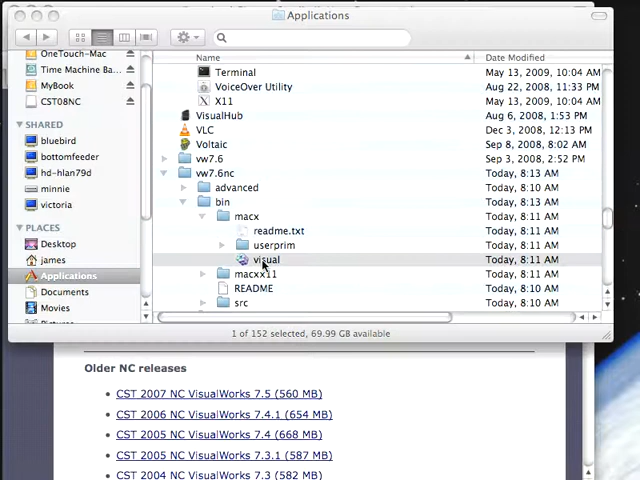 Applications
Name
Date Modified
OneTouch-Mac
Time Machine Ba...
MyBook
CST08NC
SHARED
bluebird
bottomfeeder
hd-hlan79d
minnie
victoria
PLACES
Desktop
james
Applications
Documents
Movies
Terminal May 13, 2009, 10:04 AM
VoiceOver Utility Aug 22, 2008, 11:33 PM
X11 May 13, 2009, 10:04 AM
VisualHub Aug 6, 2008, 1:53 PM
VLC Dec 3, 2008, 12:13 PM
Voltaic Sep 8, 2008, 8:02 AM
vw7.6 Sep 3, 2008, 2:52 PM
vw7.6nc Today, 8:13 AM
advanced Today, 8:10 AM
bin Today, 8:13 AM
macx Today, 8:11 AM
readme.txt Today, 8:11 AM
userprim Today, 8:11 AM
visual Today, 8:11 AM
macxx11 Today, 8:11 AM
README Today, 8:10 AM
src Today, 8:10 AM
1 of 152 selected, 69.99 GB available
Older NC releases
CST 2007 NC VisualWorks 7.5 (560 MB)
CST 2006 NC VisualWorks 7.4.1 (654 MB)
CST 2005 NC VisualWorks 7.4 (668 MB)
CST 2005 NC VisualWorks 7.3.1 (587 MB)
CST 2004 NC VisualWorks 7.3 (582 MB)